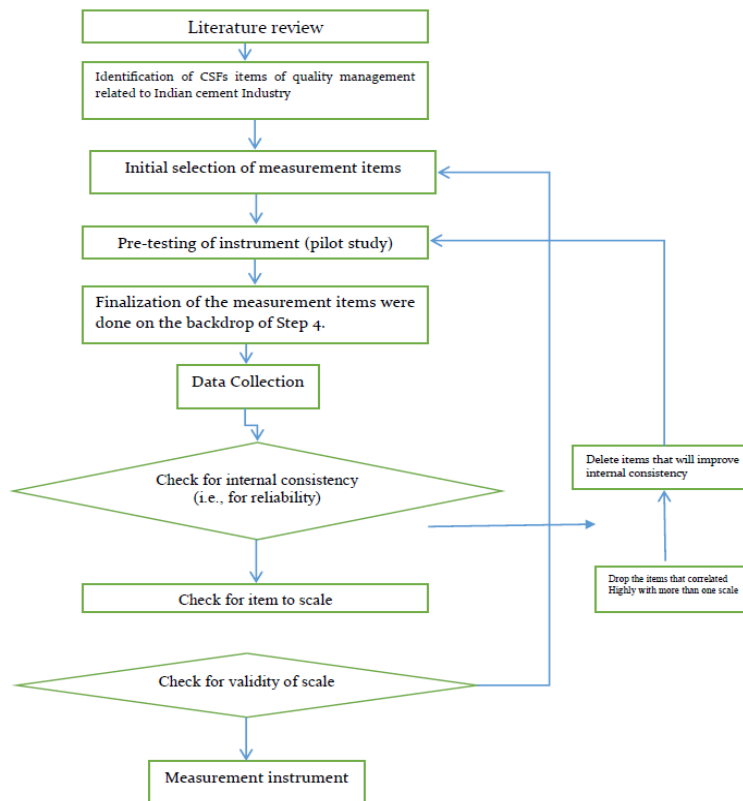 Literature review
Identification of CSFs items of quality management
related to Indian cement Industry
Initial selection of measurement items
Pre-testing of instrument (pilot study)
Finalization of the measurement items were
done on the backdrop of Step 4.
Data Collection
Check for internal consistency
(i.e., for reliability)
Delete items that will improve
internal consistency
Check for item to scale
Drop the items that correlated
Highly with more than one scale
Check for validity of scale
Measurement instrument